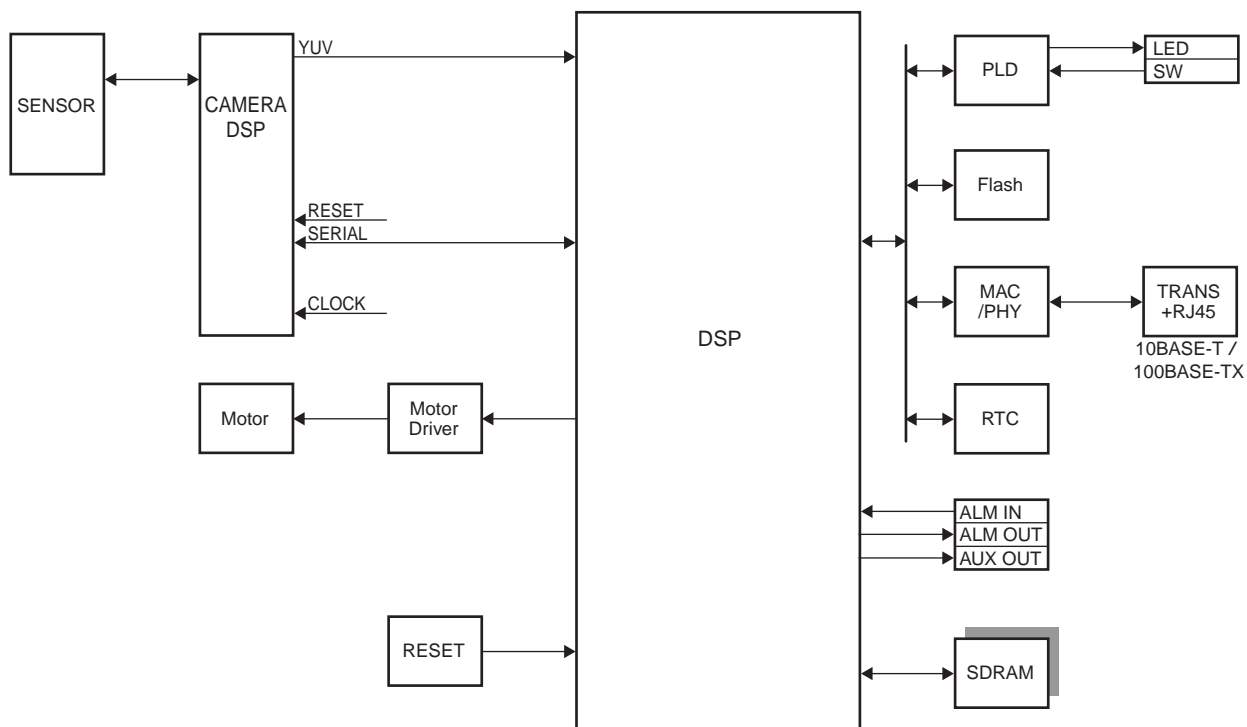 SENSOR
CAMERA
DSP
YUV
RESET
SERIAL
CLOCK
Motor
Motor
Driver
RESET
DSP
PLD
LED
SW
Flash
MAC
/PHY
TRANS
+RJ45
10BASE-T /
100BASE-TX
RTC
ALM IN
ALM OUT
AUX OUT
SDRAM